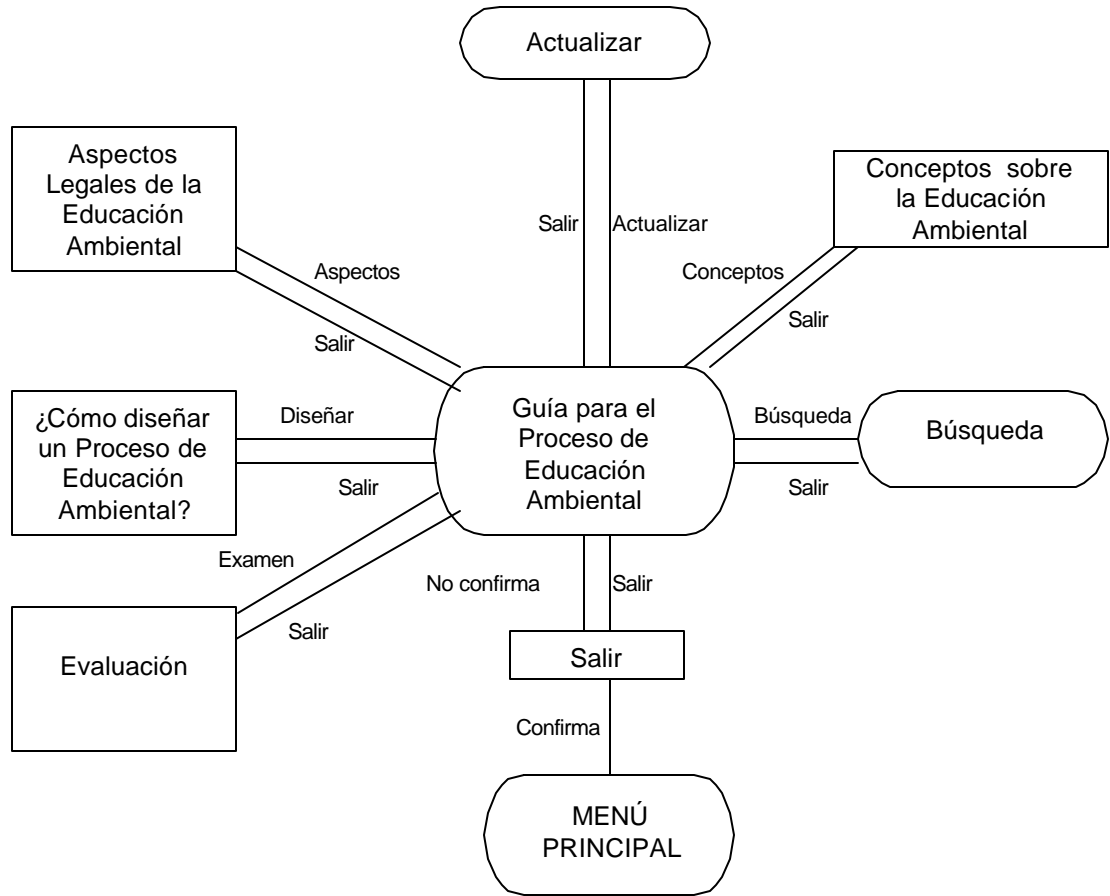 Actualizar
Aspectos
Legales de la
Educación
Ambiental
Conceptos sobre
la Educación
Ambiental
Salir
Actualizar
Aspectos
Salir
Conceptos
Salir
¿Cómo diseñar
un Proceso de
Educación
Ambiental?
Diseñar
Salir
Guía para el
Proceso de
Educación
Ambiental
Búsqueda
Salir
Búsqueda
Examen
Salir
Evaluación
No confirma
Salir
Salir
Confirma
MENÚ
PRINCIPAL